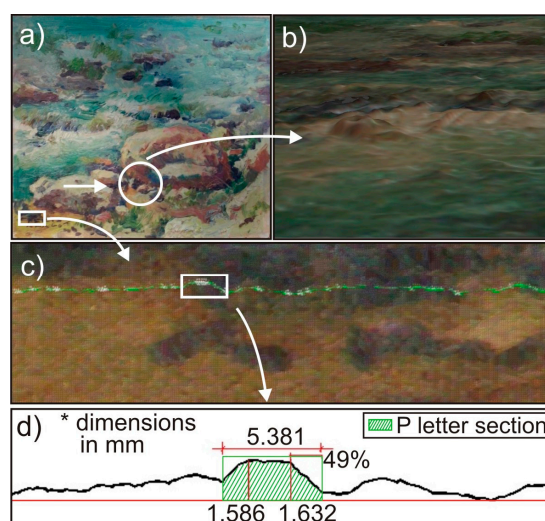 a)
b)
c)
d)
* dimensions
in mm
5.381
P letter section
49%
1.586
1.632